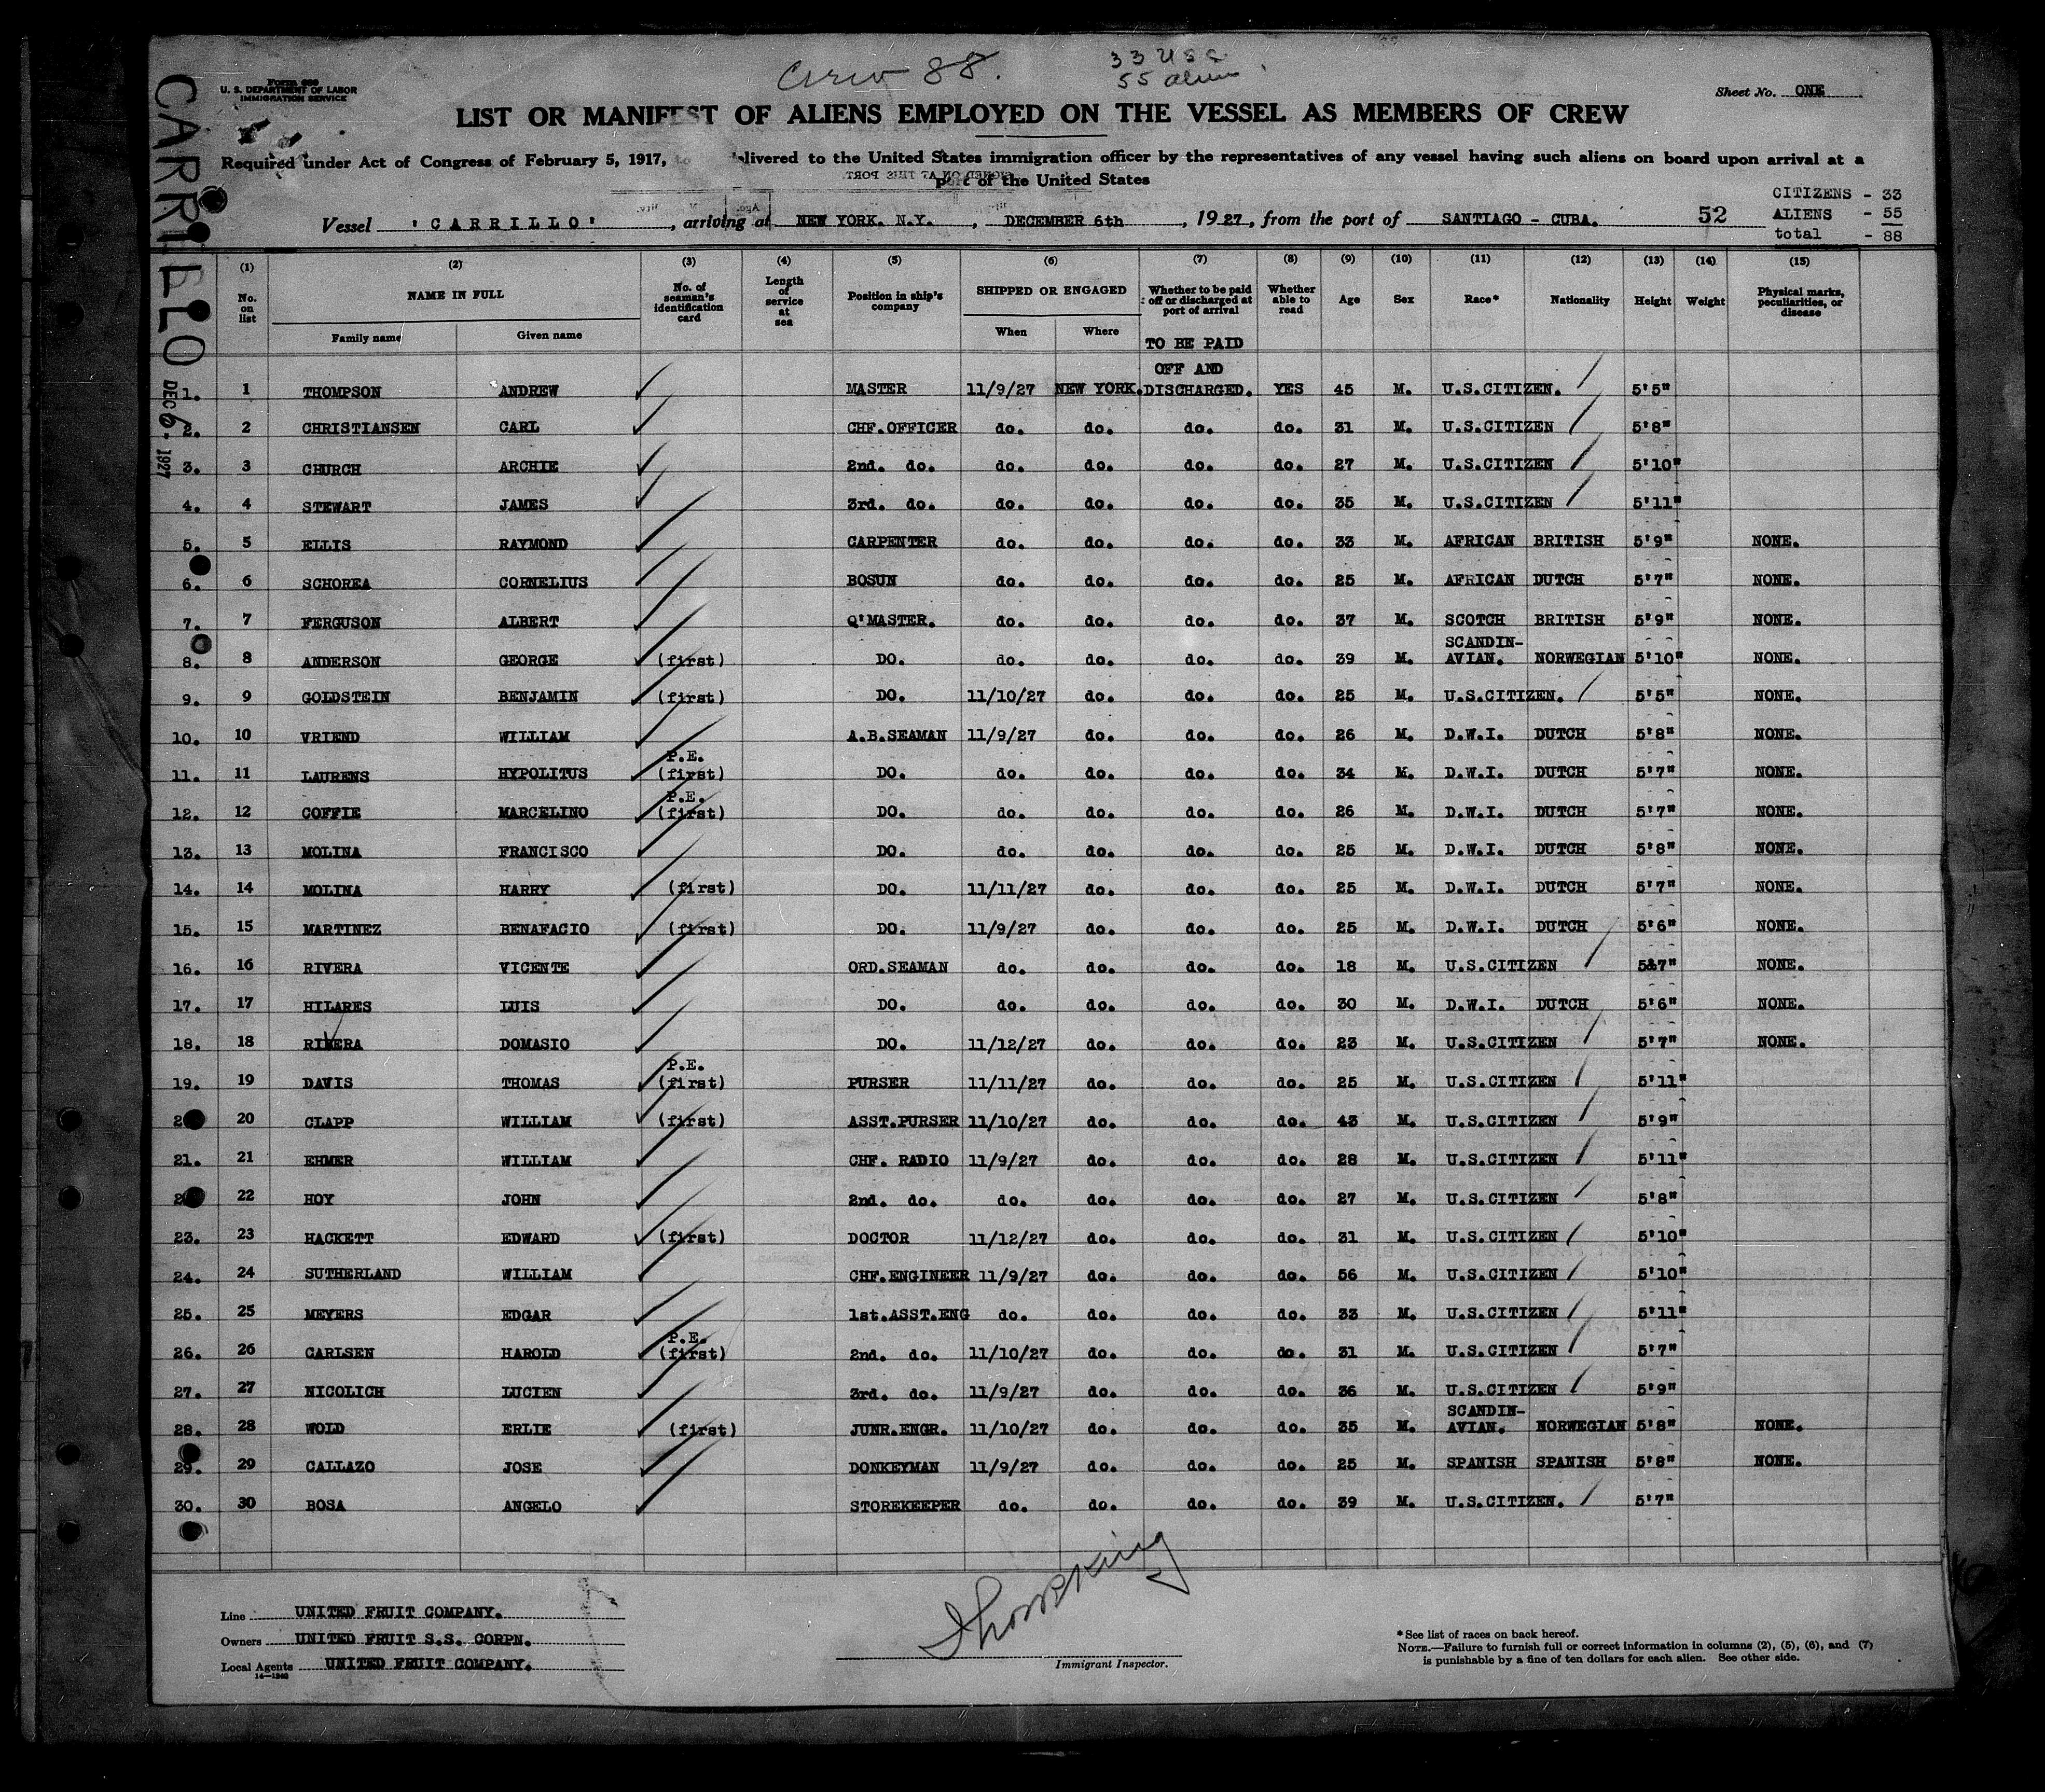 Crew 88.
33 USC
55 alien
Form 689
U. S. DEPARTMENT OF LABOR
IMMIGRATION SERVICE
Sheet No. ONE
LIST OR MANIFEST OF ALIENS EMPLOYED ON THE VESSEL AS MEMBERS OF CREW
Required under Act of Congress of February 5, 1917, to delivered to the United States immigration officer by the representatives of any vessel having such aliens on board upon arrival at a
port of the United States
CITIZENS - 33
ALIENS - 55
total - 88
Vessel 'CARRILLO', arriving at NEW YORK. N.Y., DECEMBER 6th, 1927, from the port of SANTIAGO - CUBA. 52
CARRILLO
DEC 6 - 1927
(1) (2) (3) (4) (5) (6) (7) (8) (9) (10) (11) (12) (13) (14) (15)
No. on list NAME IN FULL No. of seaman's identification card Length of service at sea Position in ship's company SHIPPED OR ENGAGED Whether to be paid off or discharged at port of arrival Whether able to read Age Sex Race* Nationality Height Weight Physical marks, peculiarities, or disease
Family name Given name When Where
TO BE PAID
OFF AND
1. 1 THOMPSON ANDREW MASTER 11/9/27 NEW YORK. DISCHARGED. YES 45 M. U.S.CITIZEN. 5'5"
2. 2 CHRISTIANSEN CARL CHF.OFFICER do. do. do. do. 31 M. U.S.CITIZEN 5'8"
3. 3 CHURCH ARCHIE 2nd. do. do. do. do. do. 27 M. U.S.CITIZEN 5'10"
4. 4 STEWART JAMES 3rd. do. do. do. do. do. 35 M. U.S.CITIZEN 5'11"
5. 5 ELLIS RAYMOND CARPENTER do. do. do. do. 33 M. AFRICAN BRITISH 5'9" NONE.
6. 6 SCHOREA CORNELIUS BOSUN do. do. do. do. 25 M. AFRICAN DUTCH 5'7" NONE.
7. 7 FERGUSON ALBERT Q'MASTER. do. do. do. do. 37 M. SCOTCH BRITISH 5'9" NONE.
SCANDIN-
8. 8 ANDERSON GEORGE (first) DO. do. do. do. do. 39 M. AVIAN. NORWEGIAN 5'10" NONE.
9. 9 GOLDSTEIN BENJAMIN (first) DO. 11/10/27 do. do. do. 25 M. U.S.CITIZEN. 5'5" NONE.
10. 10 VRIEND WILLIAM A.B.SEAMAN 11/9/27 do. do. do. 26 M. D.W.I. DUTCH 5'8" NONE.
P.E.
11. 11 LAURENS HYPOLITUS (first) DO. do. do. do. do. 34 M. D.W.I. DUTCH 5'7" NONE.
P.E.
12. 12 COFFIE MARCELINO (first) DO. do. do. do. do. 26 M. D.W.I. DUTCH 5'7" NONE.
13. 13 MOLINA FRANCISCO DO. do. do. do. do. 25 M. D.W.I. DUTCH 5'8" NONE.
14. 14 MOLINA HARRY (first) DO. 11/11/27 do. do. do. 25 M. D.W.I. DUTCH 5'7" NONE.
15. 15 MARTINEZ BENAFACIO (first) DO. 11/9/27 do. do. do. 25 M. D.W.I. DUTCH 5'6" NONE.
16. 16 RIVERA VICENTE ORD.SEAMAN do. do. do. do. 18 M. U.S.CITIZEN 5&7" NONE.
17. 17 HILARES LUIS DO. do. do. do. do. 30 M. D.W.I. DUTCH 5'6" NONE.
18. 18 RIVERA DOMASIO DO. 11/12/27 do. do. do. 23 M. U.S.CITIZEN 5'7" NONE.
P.E.
19. 19 DAVIS THOMAS (first) PURSER 11/11/27 do. do. do. 25 M. U.S.CITIZEN 5'11"
20 CLAPP WILLIAM (first) ASST.PURSER 11/10/27 do. do. do. 43 M. U.S.CITIZEN 5'9"
21. 21 EHMER WILLIAM CHF. RADIO 11/9/27 do. do. do. 28 M. U.S.CITIZEN 5'11"
22 HOY JOHN 2nd. do. do. do. do. do. 27 M. U.S.CITIZEN 5'8"
23. 23 HACKETT EDWARD (first) DOCTOR 11/12/27 do. do. do. 31 M. U.S.CITIZEN 5'10"
24. 24 SUTHERLAND WILLIAM CHF.ENGINEER 11/9/27 do. do. do. 56 M. U.S.CITIZEN 5'10"
25. 25 MEYERS EDGAR 1st.ASST.ENG do. do. do. do. 33 M. U.S.CITIZEN 5'11"
P.E.
26. 26 CARLSEN HAROLD (first) 2nd. do. 11/10/27 do. do. do. 31 M. U.S.CITIZEN 5'7"
27. 27 NICOLICH LUCIEN 3rd. do. 11/9/27 do. do. do. 36 M. U.S.CITIZEN 5'9"
SCANDIN-
28. 28 WOLD ERLIE (first) JUNR.ENGR. 11/10/27 do. do. do. 35 M. AVIAN. NORWEGIAN 5'8" NONE.
29. 29 CALLAZO JOSE DONKEYMAN 11/9/27 do. do. do. 25 M. SPANISH SPANISH 5'8" NONE.
30. 30 BOSA ANGELO STOREKEEPER do. do. do. do. 39 M. U.S.CITIZEN. 5'7"
Line UNITED FRUIT COMPANY.
Owners UNITED FRUIT S.S. CORPN.
Local Agents UNITED FRUIT COMPANY.
14-1240
Immigrant Inspector.
*See list of races on back hereof.
NOTE.—Failure to furnish full or correct information in columns (2), (5), (6), and (7)
is punishable by a fine of ten dollars for each alien. See other side.